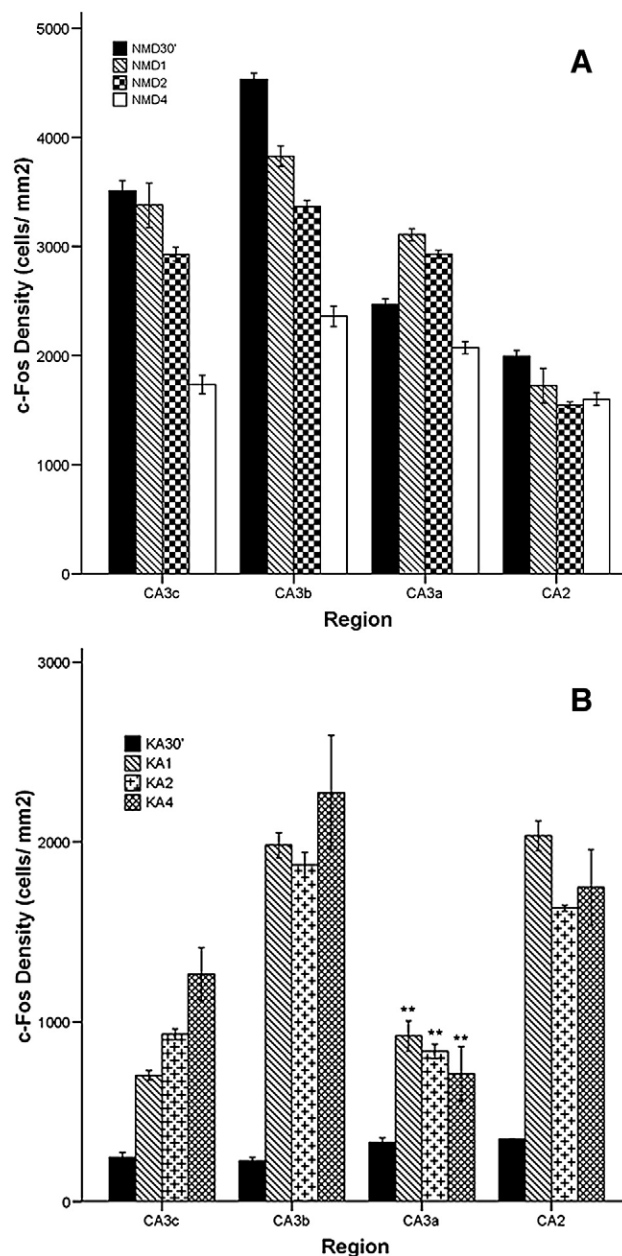 A
NMD30'
NMD1
NMD2
NMD4
5000
4000
3000
2000
1000
0
c-Fos Density (cells/ mm2)
CA3c CA3b CA3a CA2
Region
B
KA30'
KA1
KA2
KA4
3000
2000
1000
0
c-Fos Density (cells/ mm2)
** ** **
CA3c CA3b CA3a CA2
Region